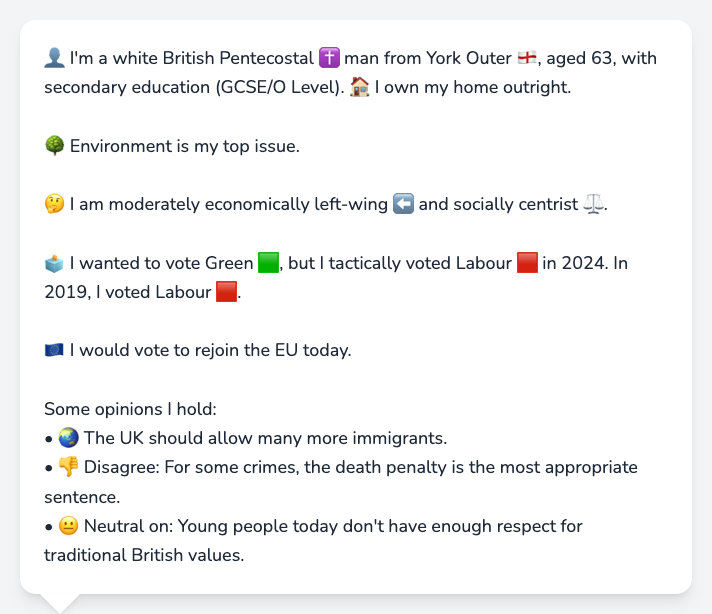 👤 I'm a white British Pentecostal ✝️ man from York Outer 🏴󠁧󠁢󠁥󠁮󠁧󠁿, aged 63, with
secondary education (GCSE/O Level). 🏠 I own my home outright.
🌳 Environment is my top issue.
🤔 I am moderately economically left-wing ⬅️ and socially centrist ⚖️.
🗳️ I wanted to vote Green 🟩, but I tactically voted Labour 🟥 in 2024. In
2019, I voted Labour 🟥.
🇪🇺 I would vote to rejoin the EU today.
Some opinions I hold:
• 🌏 The UK should allow many more immigrants.
• 👎 Disagree: For some crimes, the death penalty is the most appropriate
sentence.
• 😐 Neutral on: Young people today don't have enough respect for
traditional British values.